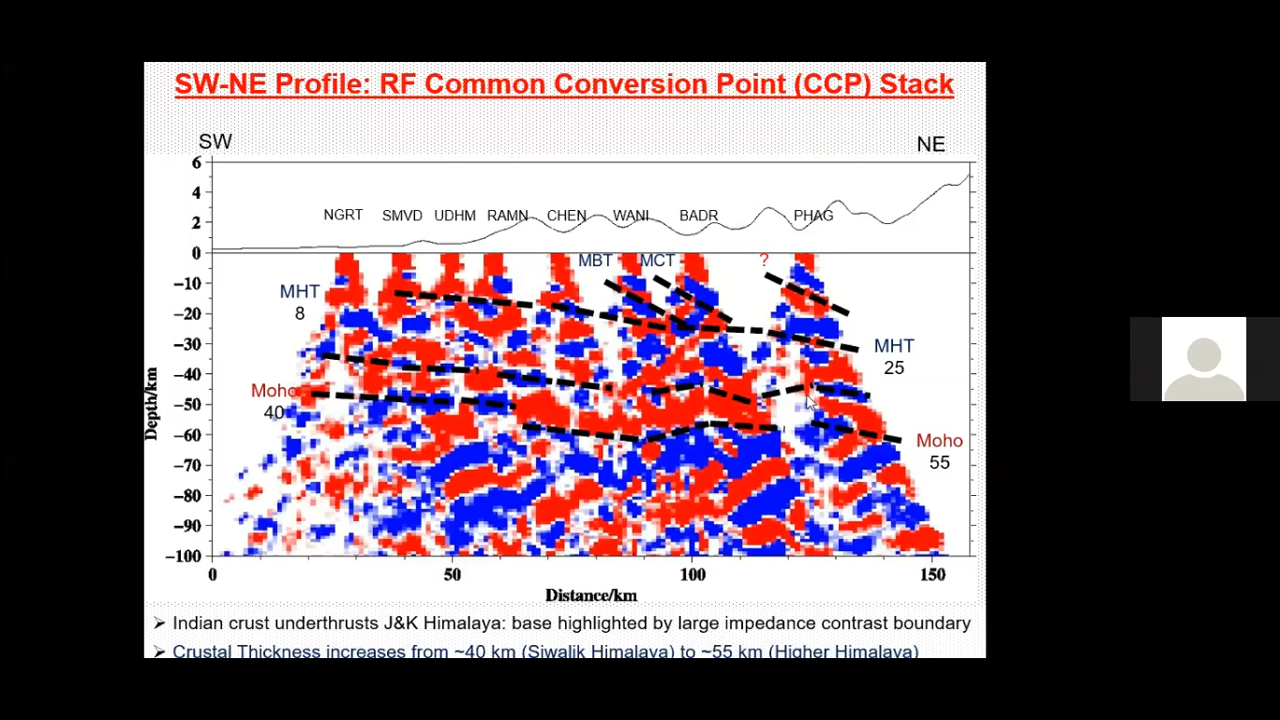 SW-NE Profile: RF Common Conversion Point (CCP) Stack
SW
NE
6
4
2
0
NGRT SMVD UDHM RAMN CHEN WANI BADR PHAG
MBT MCT ?
−10
−20
−30
−40
−50
−60
−70
−80
−90
−100
Depth/km
MHT
8
Moho
40
MHT
25
Moho
55
0 50 100 150
Distance/km
➢ Indian crust underthrusts J&K Himalaya: base highlighted by large impedance contrast boundary
➢ Crustal Thickness increases from ~40 km (Siwalik Himalaya) to ~55 km (Higher Himalaya)